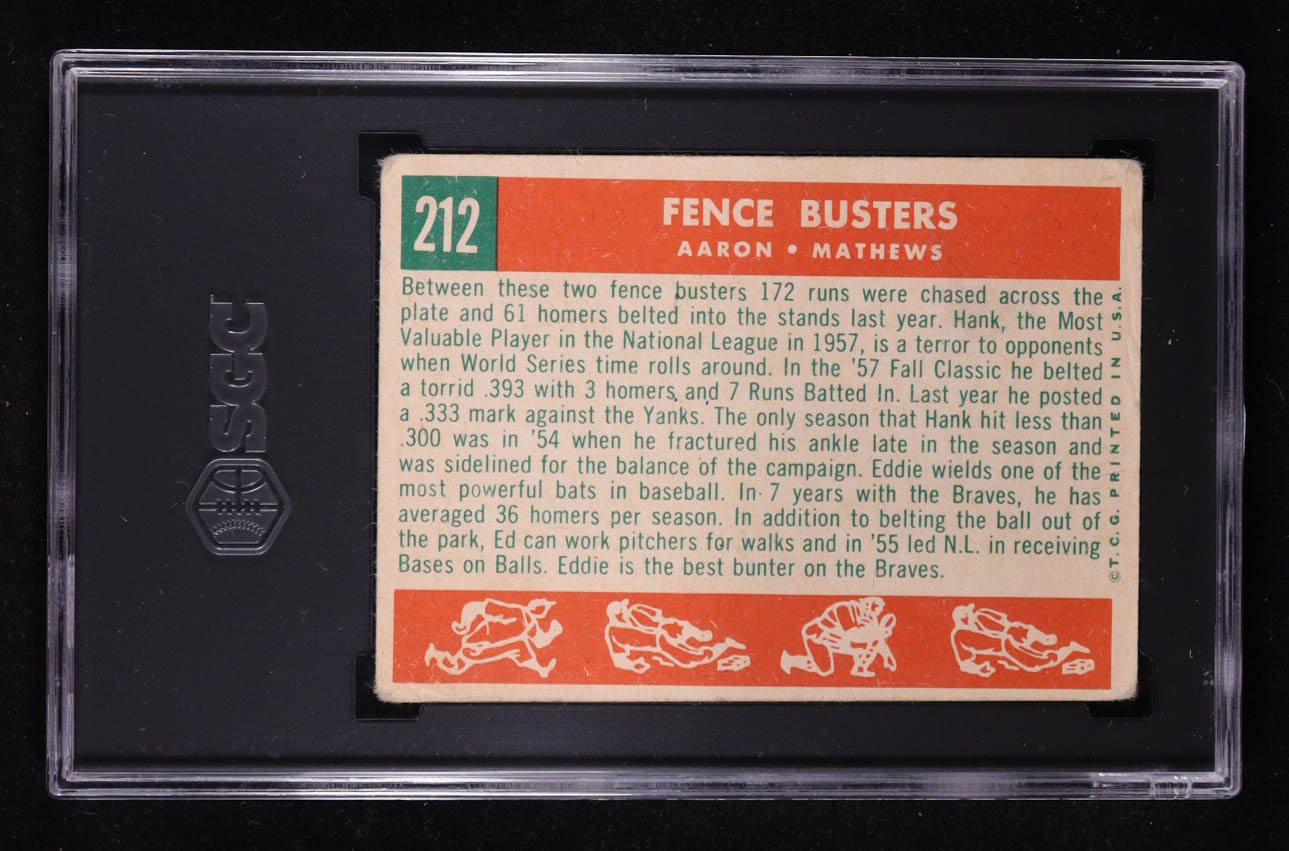 212
FENCE BUSTERS
AARON • MATHEWS
Between these two fence busters 172 runs were chased across the
plate and 61 homers belted into the stands last year. Hank, the Most
Valuable Player in the National League in 1957, is a terror to opponents
when World Series time rolls around. In the '57 Fall Classic he belted
a torrid .393 with 3 homers and 7 Runs Batted In. Last year he posted
a .333 mark against the Yanks. The only season that Hank hit less than
.300 was in '54 when he fractured his ankle late in the season and
was sidelined for the balance of the campaign. Eddie wields one of the
most powerful bats in baseball. In 7 years with the Braves, he has
averaged 36 homers per season. In addition to belting the ball out of
the park, Ed can work pitchers for walks and in '55 led N.L. in receiving
Bases on Balls. Eddie is the best bunter on the Braves.
©T.C.G. PRINTED IN U.S.A.
SGC